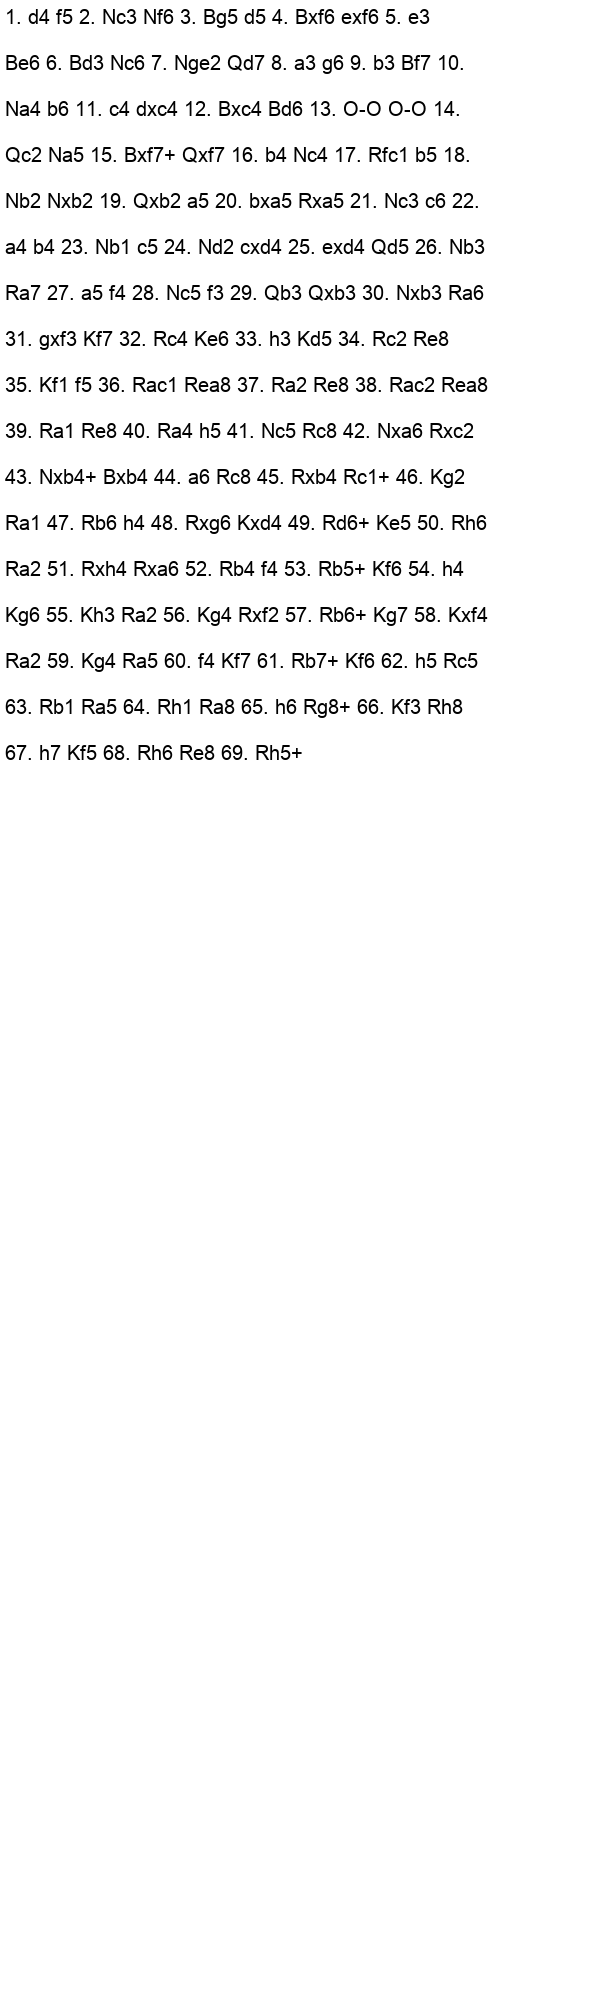 1. d4 f5 2. Nc3 Nf6 3. Bg5 d5 4. Bxf6 exf6 5. e3
Be6 6. Bd3 Nc6 7. Nge2 Qd7 8. a3 g6 9. b3 Bf7 10.
Na4 b6 11. c4 dxc4 12. Bxc4 Bd6 13. O-O O-O 14.
Qc2 Na5 15. Bxf7+ Qxf7 16. b4 Nc4 17. Rfc1 b5 18.
Nb2 Nxb2 19. Qxb2 a5 20. bxa5 Rxa5 21. Nc3 c6 22.
a4 b4 23. Nb1 c5 24. Nd2 cxd4 25. exd4 Qd5 26. Nb3
Ra7 27. a5 f4 28. Nc5 f3 29. Qb3 Qxb3 30. Nxb3 Ra6
31. gxf3 Kf7 32. Rc4 Ke6 33. h3 Kd5 34. Rc2 Re8
35. Kf1 f5 36. Rac1 Rea8 37. Ra2 Re8 38. Rac2 Rea8
39. Ra1 Re8 40. Ra4 h5 41. Nc5 Rc8 42. Nxa6 Rxc2
43. Nxb4+ Bxb4 44. a6 Rc8 45. Rxb4 Rc1+ 46. Kg2
Ra1 47. Rb6 h4 48. Rxg6 Kxd4 49. Rd6+ Ke5 50. Rh6
Ra2 51. Rxh4 Rxa6 52. Rb4 f4 53. Rb5+ Kf6 54. h4
Kg6 55. Kh3 Ra2 56. Kg4 Rxf2 57. Rb6+ Kg7 58. Kxf4
Ra2 59. Kg4 Ra5 60. f4 Kf7 61. Rb7+ Kf6 62. h5 Rc5
63. Rb1 Ra5 64. Rh1 Ra8 65. h6 Rg8+ 66. Kf3 Rh8
67. h7 Kf5 68. Rh6 Re8 69. Rh5+